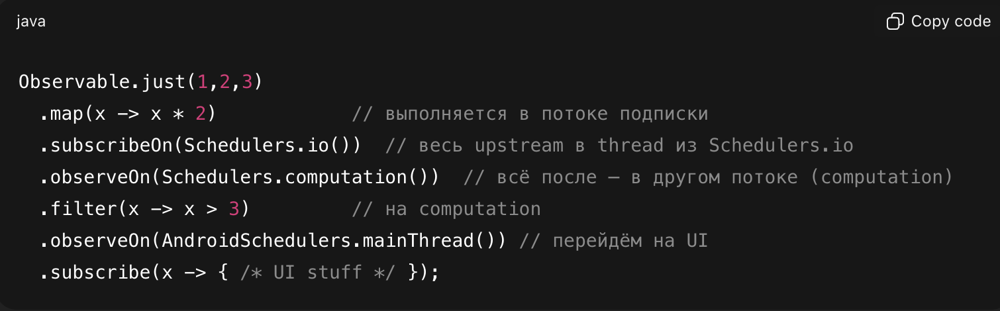 java
Copy code
Observable.just(1,2,3)
  .map(x -> x * 2)            // выполняется в потоке подписки
  .subscribeOn(Schedulers.io())  // весь upstream в thread из Schedulers.io
  .observeOn(Schedulers.computation())  // всё после — в другом потоке (computation)
  .filter(x -> x > 3)         // на computation
  .observeOn(AndroidSchedulers.mainThread()) // перейдём на UI
  .subscribe(x -> { /* UI stuff */ });